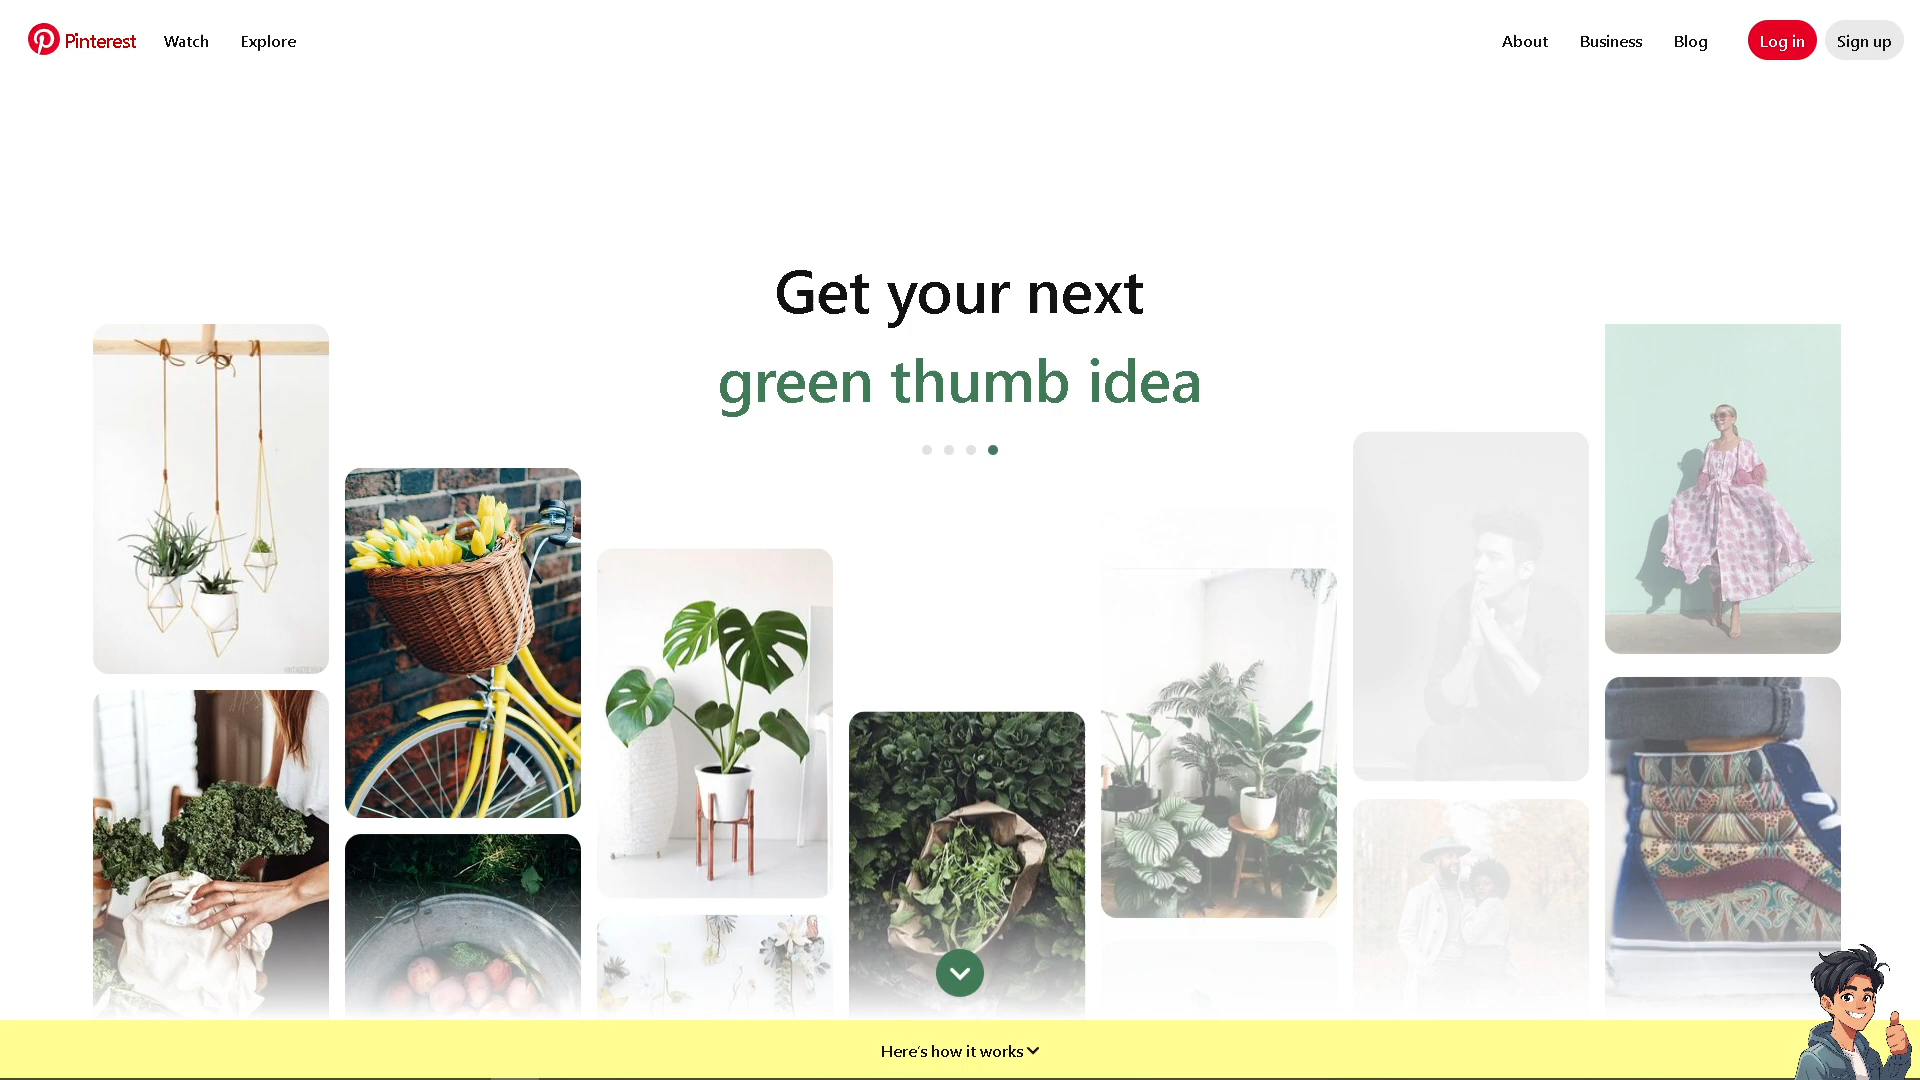 Pinterest
Watch
Explore
About
Business
Blog
Log in
Sign up
Get your next
green thumb idea
Here's how it works